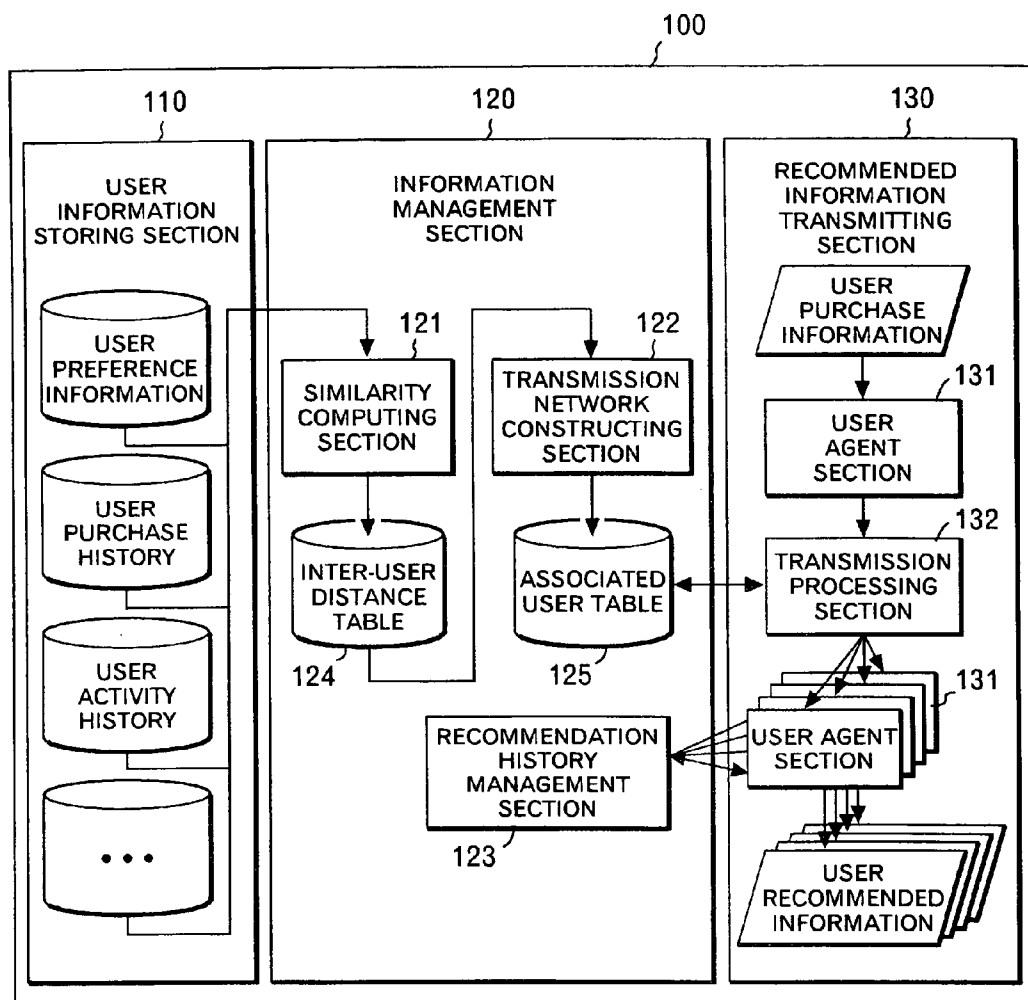 100
110
120
130
USER
INFORMATION
STORING SECTION
INFORMATION
MANAGEMENT
SECTION
RECOMMENDED
INFORMATION
TRANSMITTING
SECTION
USER
PREFERENCE
INFORMATION
USER
PURCHASE
HISTORY
USER
ACTIVITY
HISTORY
•••
121
SIMILARITY
COMPUTING
SECTION
122
TRANSMISSION
NETWORK
CONSTRUCTING
SECTION
INTER-USER
DISTANCE
TABLE
124
ASSOCIATED
USER TABLE
125
RECOMMENDATION
HISTORY
MANAGEMENT
SECTION
123
USER
PURCHASE
INFORMATION
131
USER
AGENT
SECTION
132
TRANSMISSION
PROCESSING
SECTION
131
USER AGENT
SECTION
USER
RECOMMENDED
INFORMATION